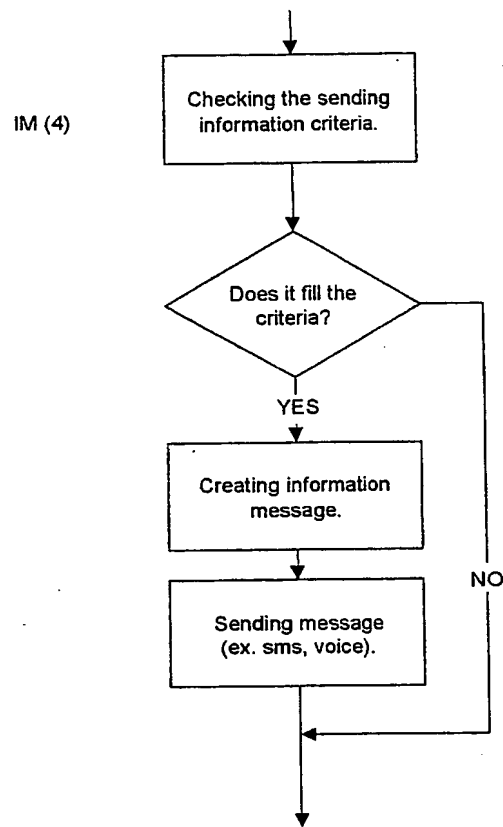 Checking the sending
information criteria.
IM (4)
Does it fill the
criteria?
YES
Creating information
message.
NO
Sending message
(ex. sms, voice).